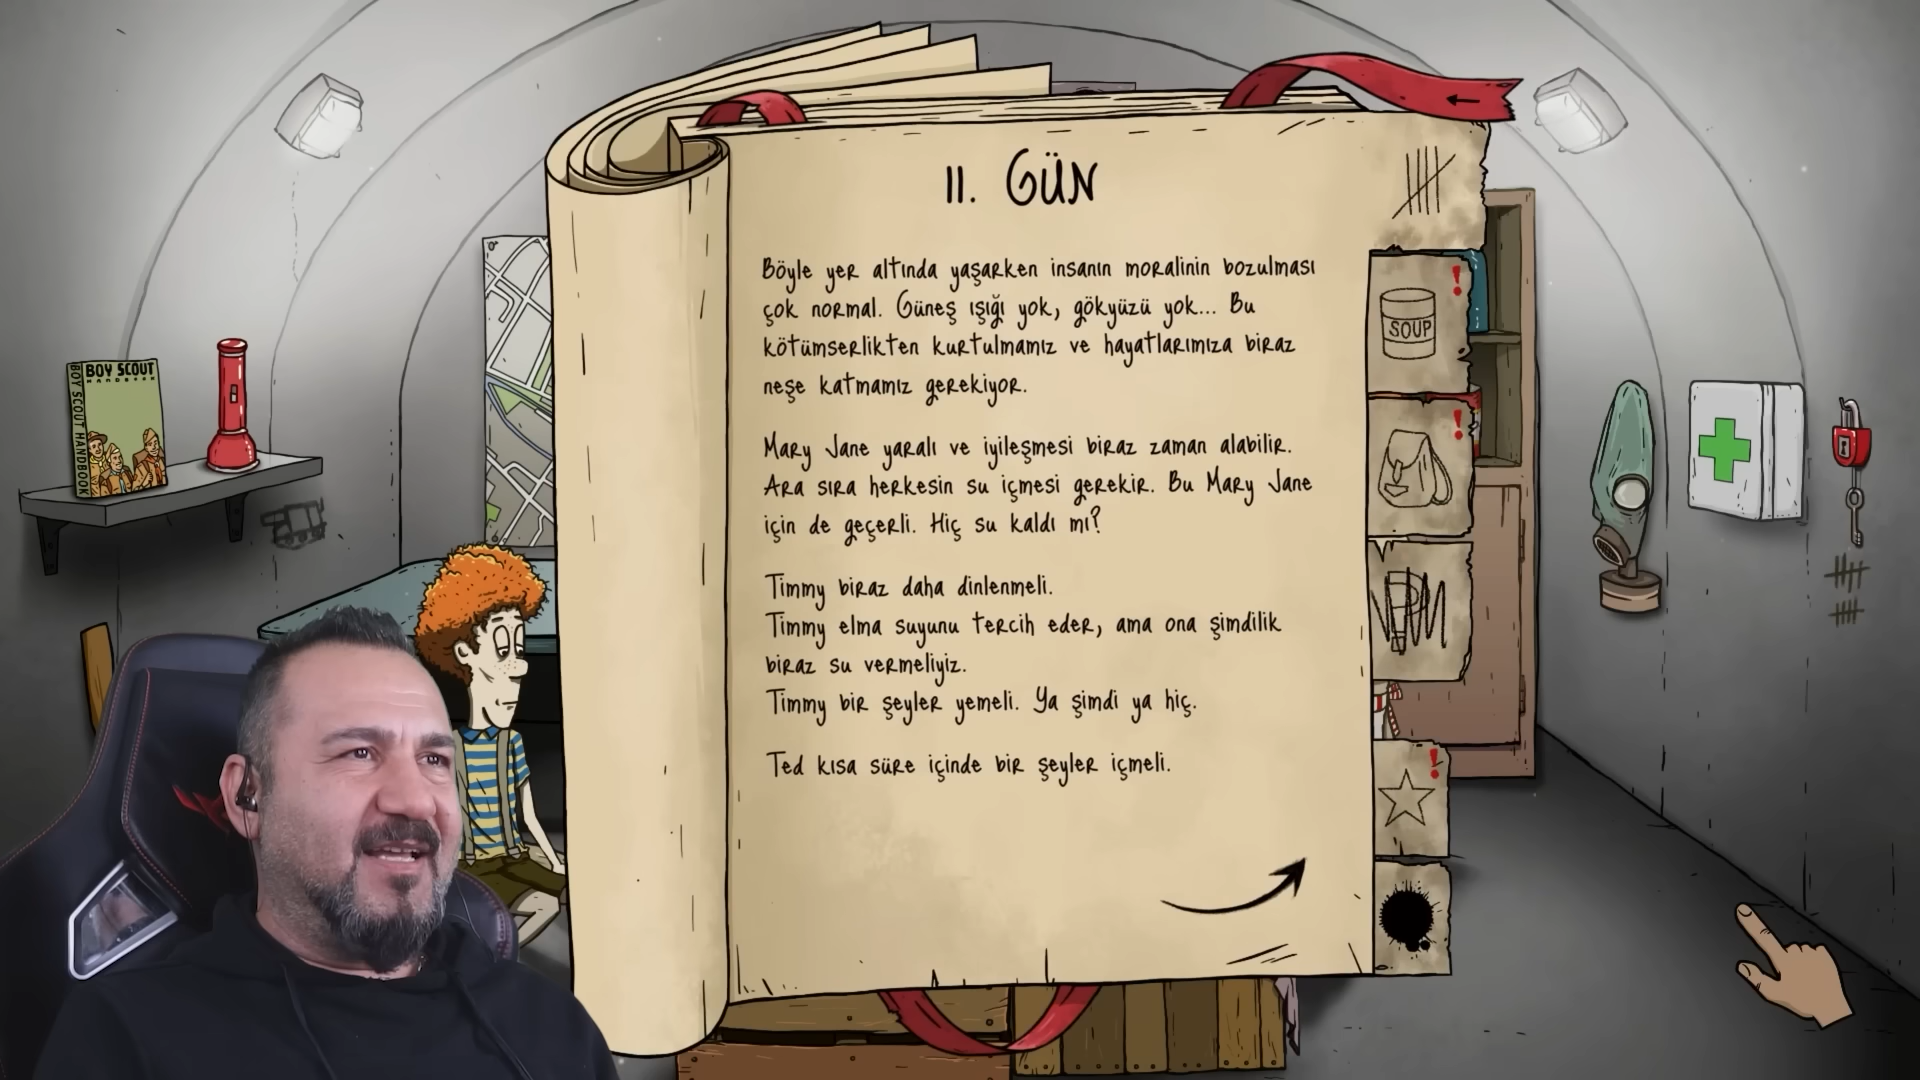 11. GÜN
Böyle yer altında yaşarken insanın moralinin bozulması
çok normal. Güneş ışığı yok, gökyüzü yok... Bu
kötümserlikten kurtulmamız ve hayatlarımıza biraz
neşe katmamız gerekiyor.
Mary Jane yaralı ve iyileşmesi biraz zaman alabilir.
Ara sıra herkesin su içmesi gerekir. Bu Mary Jane
için de geçerli. Hiç su kaldı mı?
Timmy biraz daha dinlenmeli.
Timmy elma suyunu tercih eder, ama ona şimdilik
biraz su vermeliyiz.
Timmy bir şeyler yemeli. Ya şimdi ya hiç.
Ted kısa süre içinde bir şeyler içmeli.
SOUP
BOY SCOUT
HANDBOOK
BOY SCOUT HANDBOOK